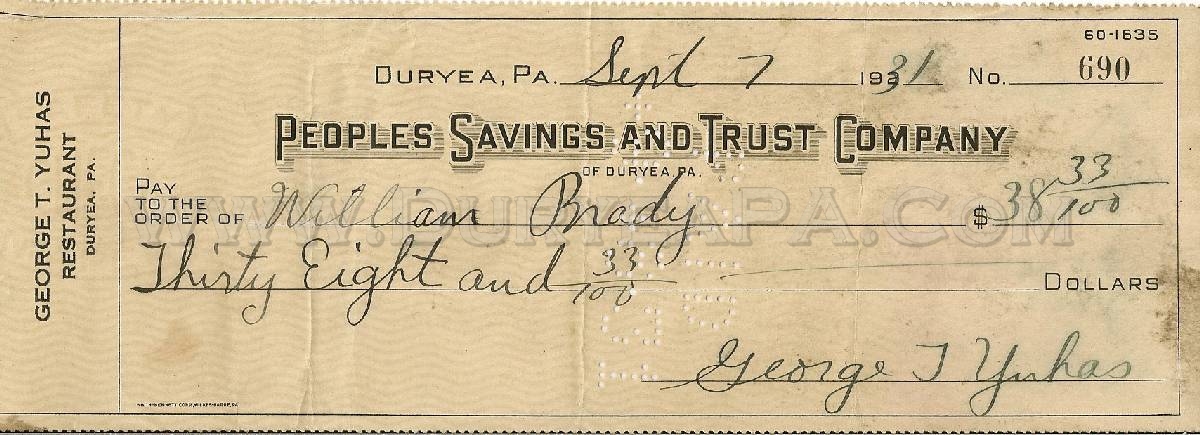 60-1635
DURYEA, PA. Sept 7 1931 No. 690
PEOPLES SAVINGS AND TRUST COMPANY
OF DURYEA, PA.
PAY
TO THE
ORDER OF William Brady $ 38 33/100
WWW.DURYEAPA.COM
Thirty Eight and 33/100 DOLLARS
George T Yuhas
GEORGE T. YUHAS
RESTAURANT
DURYEA, PA.